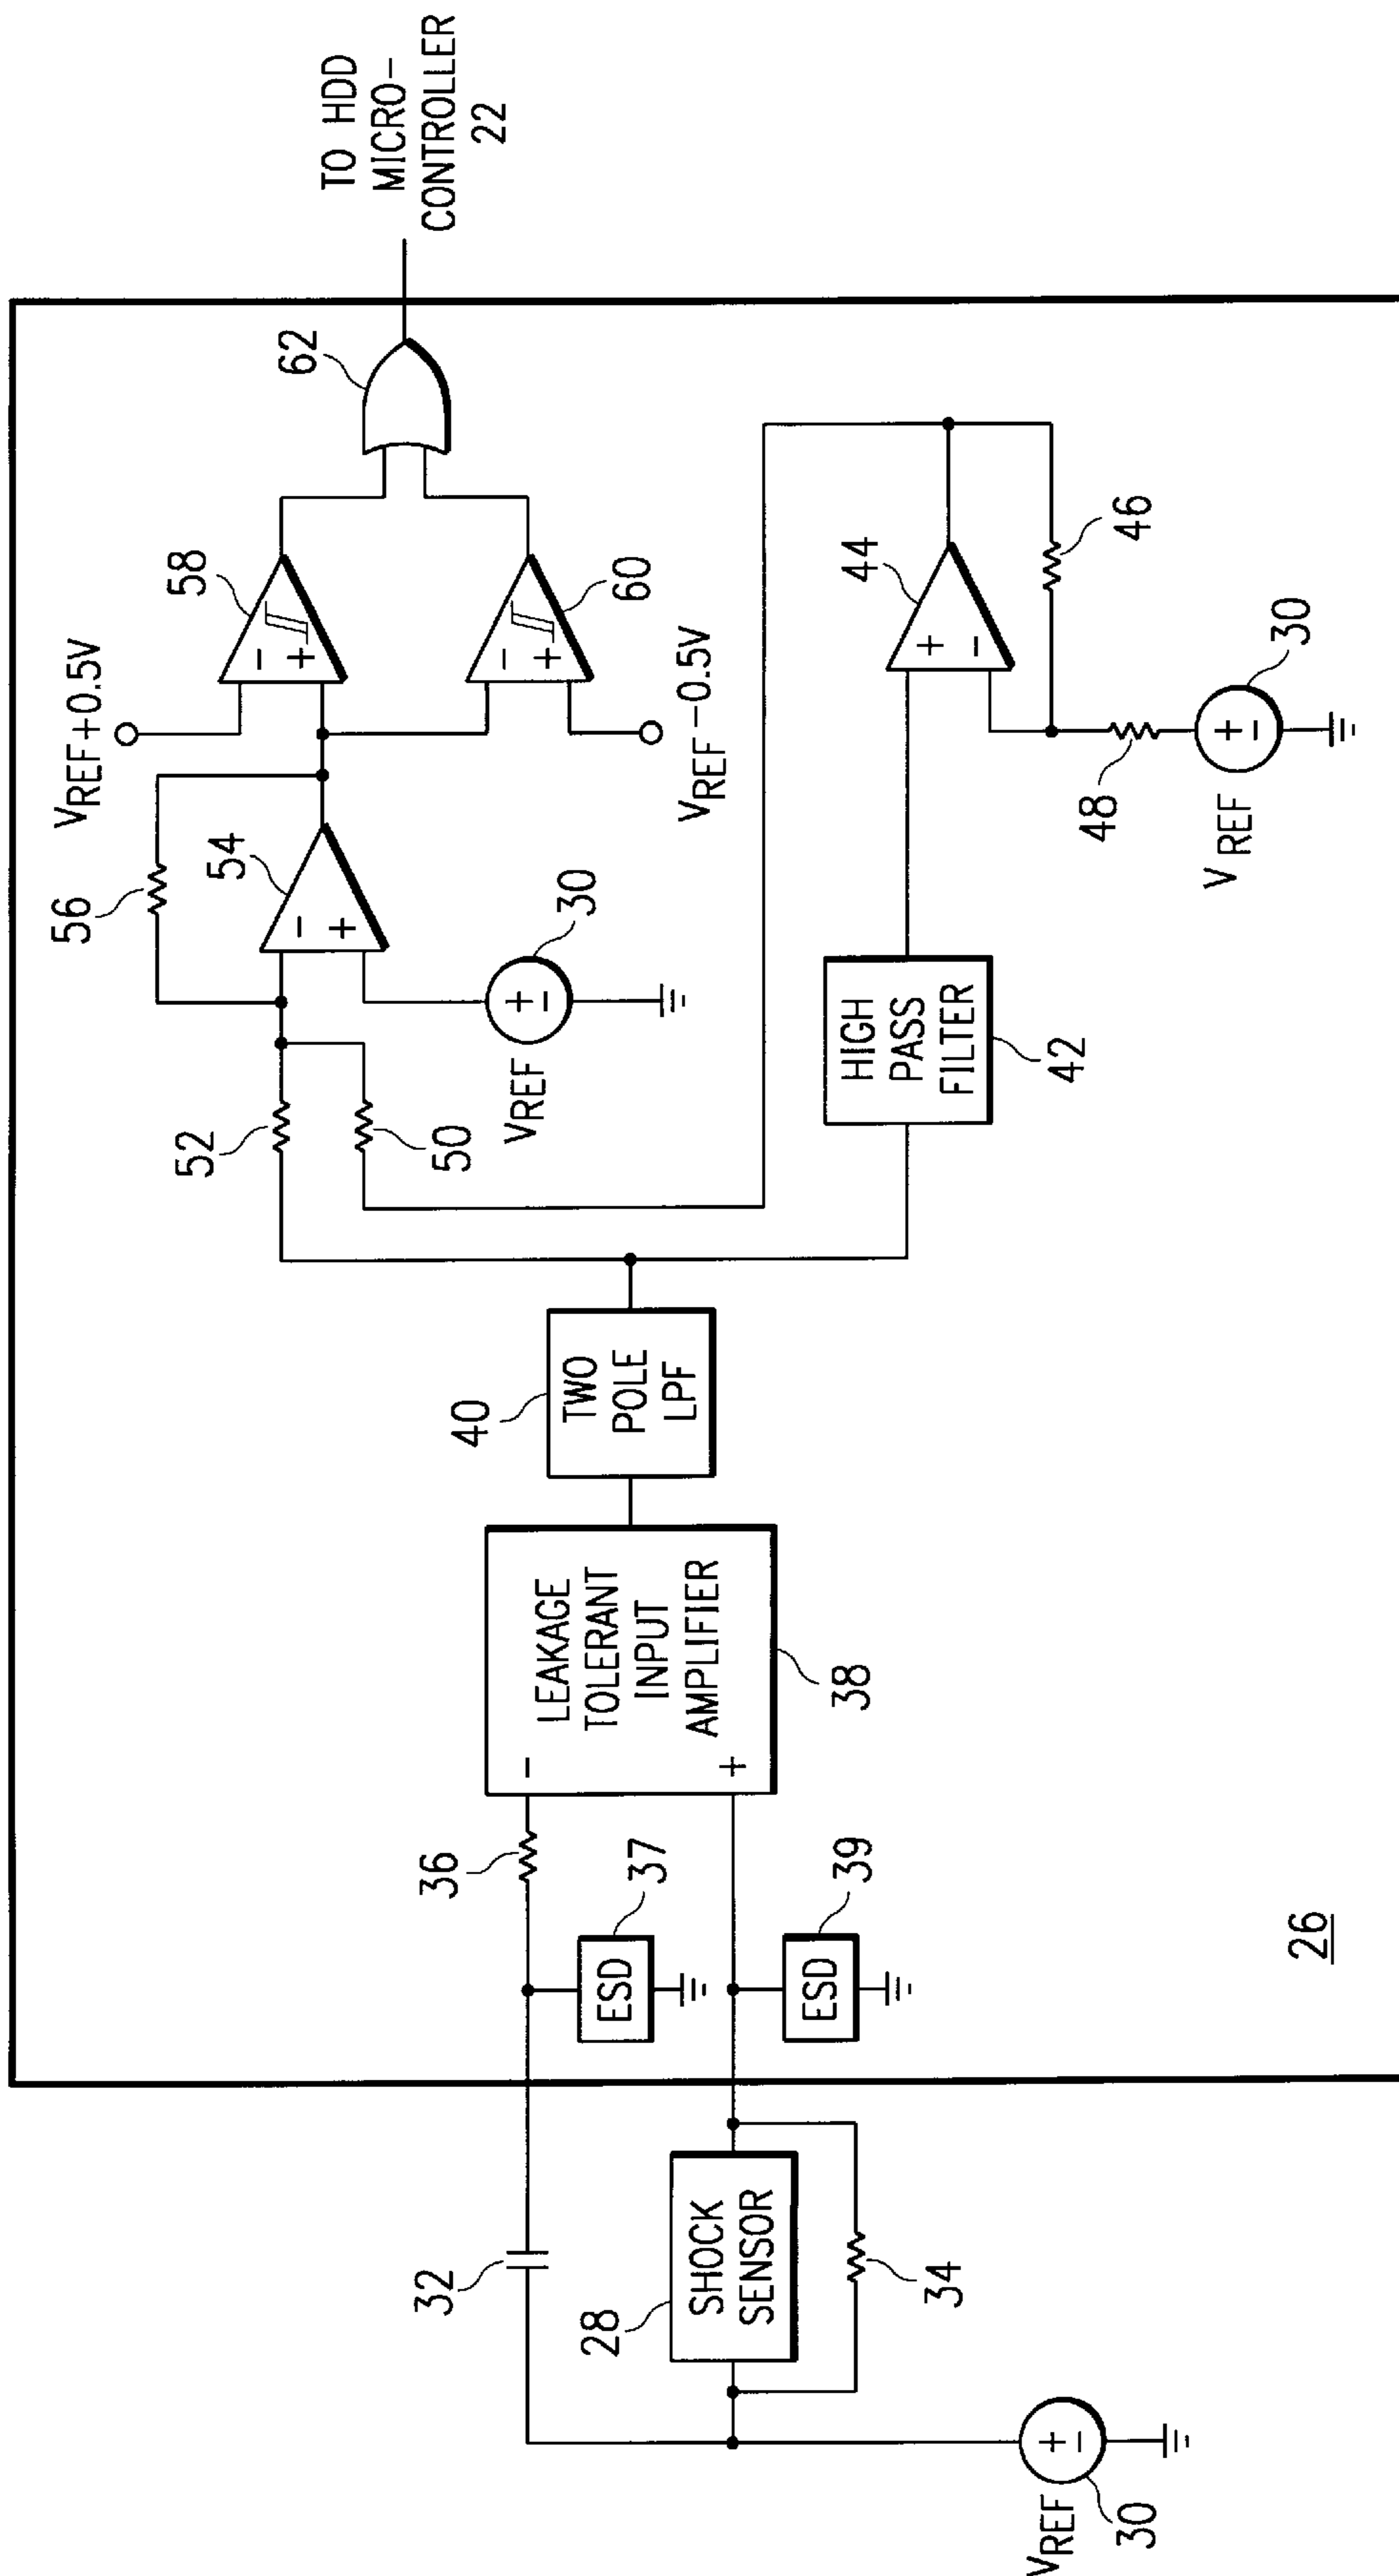 TO HDD
MICRO-
CONTROLLER
22
62
58
-
+
60
-
+
VREF+0.5V
VREF-0.5V
56
54
-
+
30
+
-
VREF
52
50
44
+
-
46
48
30
+
-
VREF
HIGH
PASS
FILTER
42
TWO
POLE
LPF
40
LEAKAGE
TOLERANT
INPUT
AMPLIFIER
-
+
38
36
37
ESD
39
ESD
26
32
SHOCK
SENSOR
28
34
+
-
VREF
30